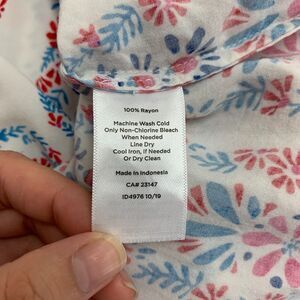 100% Rayon
Machine Wash Cold
Only Non-Chlorine Bleach
When Needed
Line Dry
Cool Iron, If Needed
Or Dry Clean
Made In Indonesia
CA# 23147
ID4976 10/19